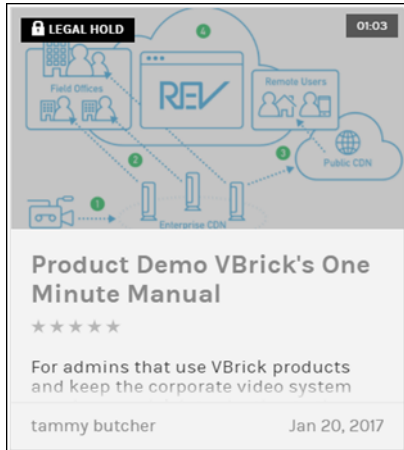 LEGAL HOLD
01:03
4
Field Offices
REV
Remote Users
2
3
Public CDN
1
Enterprise CDN
Product Demo VBrick's One
Minute Manual
For admins that use VBrick products
and keep the corporate video system
tammy butcher
Jan 20, 2017